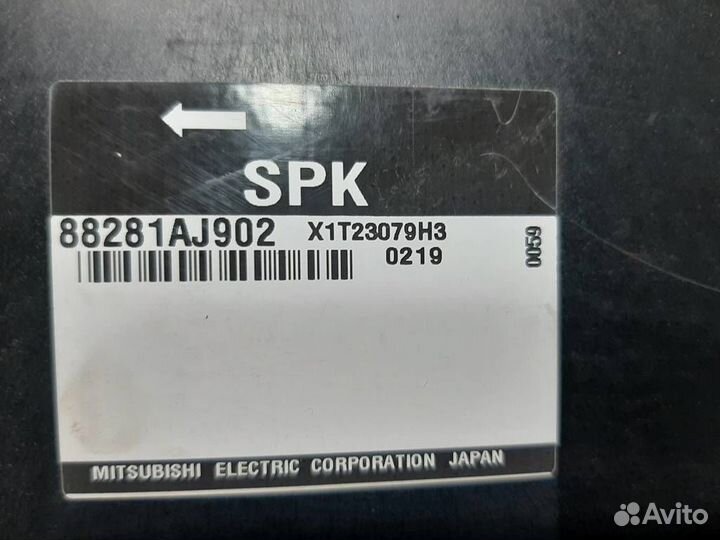 SPK
88281AJ902 X1T23079H3
0219
0059
MITSUBISHI ELECTRIC CORPORATION JAPAN
Avito